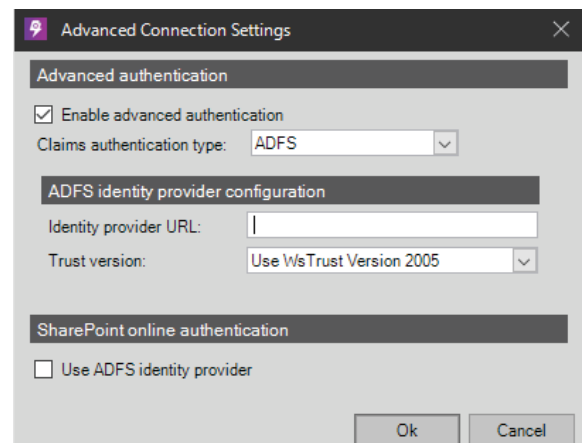 Advanced Connection Settings
Advanced authentication
Enable advanced authentication
Claims authentication type: ADFS
ADFS identity provider configuration
Identity provider URL:
Trust version: Use WsTrust Version 2005
SharePoint online authentication
Use ADFS identity provider
Ok Cancel